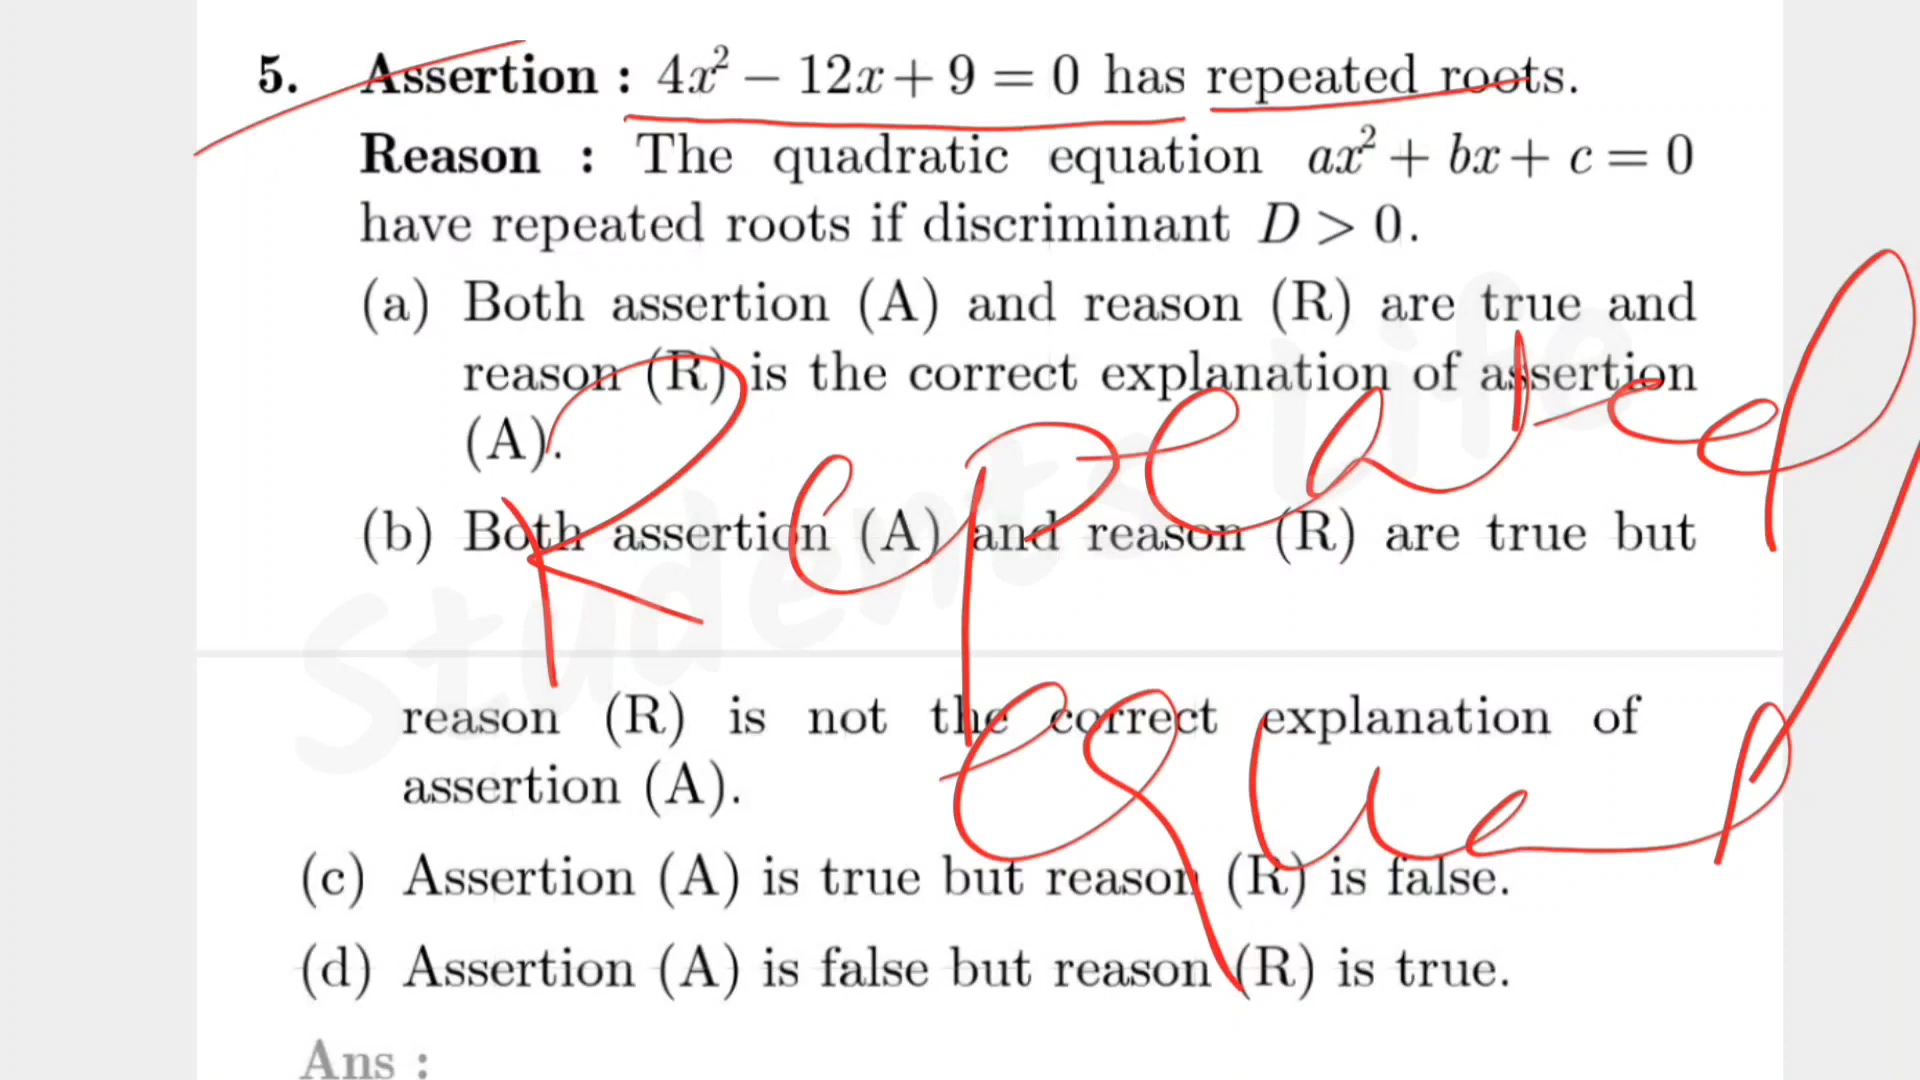 5. Assertion : 4x² − 12x + 9 = 0 has repeated roots.
Reason : The quadratic equation ax² + bx + c = 0
have repeated roots if discriminant D > 0.
(a) Both assertion (A) and reason (R) are true and
reason (R) is the correct explanation of assertion
(A).
Repeated
(b) Both assertion (A) and reason (R) are true but
Students Life
reason (R) is not the correct explanation of
equal
assertion (A).
(c) Assertion (A) is true but reason (R) is false.
(d) Assertion (A) is false but reason (R) is true.
Ans :